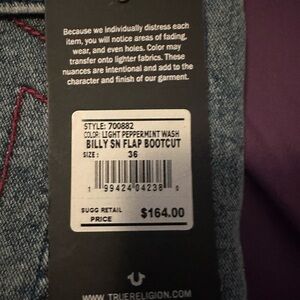 Because we individually distress each
item, you will notice areas of fading,
wear, and even holes. Color may
transfer onto lighter fabrics. These
nuances are intentional and add to the
character and finish of our garment.
STYLE: 700882
COLOR: LIGHT PEPPERMINT WASH
BILLY SN FLAP BOOTCUT
SIZE: 36
1 99424 04238 0
SUGG RETAIL
PRICE $164.00
WWW.TRUERELIGION.COM